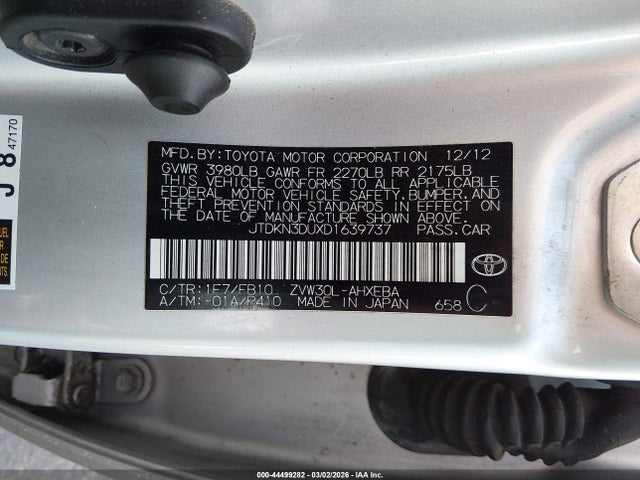 MFD. BY: TOYOTA MOTOR CORPORATION 12/12
GVWR 3980LB GAWR FR 2270LB RR 2175LB
THIS VEHICLE CONFORMS TO ALL APPLICABLE
FEDERAL MOTOR VEHICLE SAFETY, BUMPER, AND
THEFT PREVENTION STANDARDS IN EFFECT ON
THE DATE OF MANUFACTURE SHOWN ABOVE.
JTDKN3DUXD1639737 PASS. CAR
C/TR: 1F7/FB10 ZVW30L-AHXEBA
A/TM: -01A/P410 MADE IN JAPAN 658 C
TOYOTA
J 8 47170
000-44499282 - 03/02/2026 - IAA Inc.